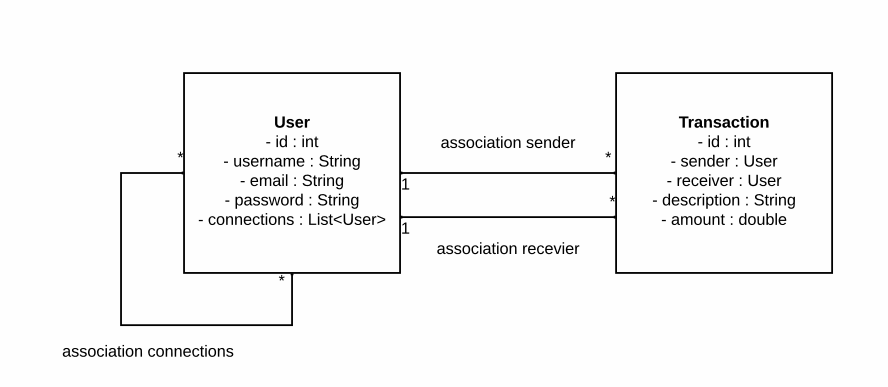 User
- id : int
- username : String
- email : String
- password : String
- connections : List<User>
*
*
association connections
association sender
1
*
1
*
association recevier
Transaction
- id : int
- sender : User
- receiver : User
- description : String
- amount : double